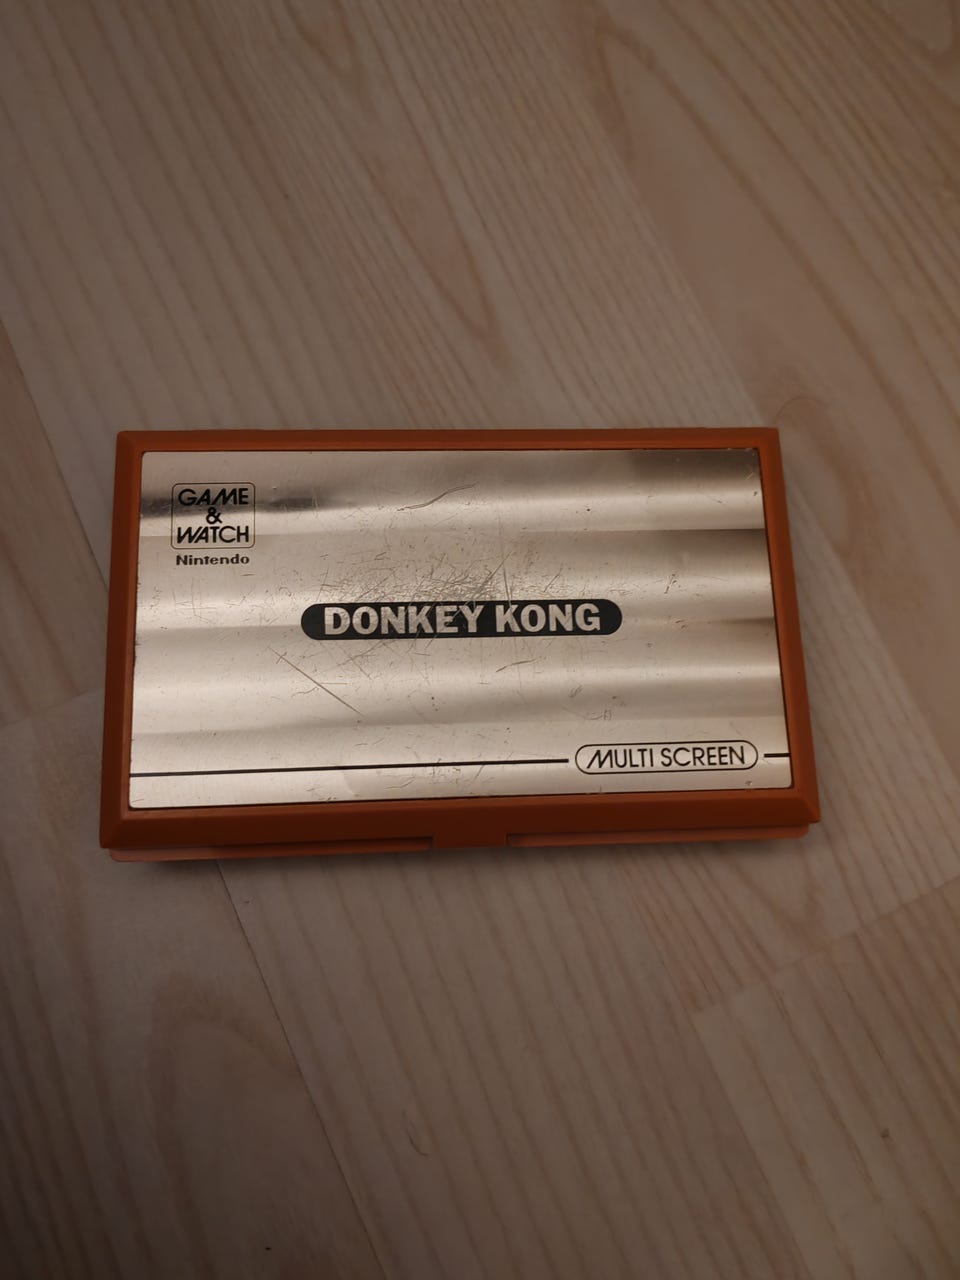 GAME
&
WATCH
Nintendo
DONKEY KONG
MULTI SCREEN